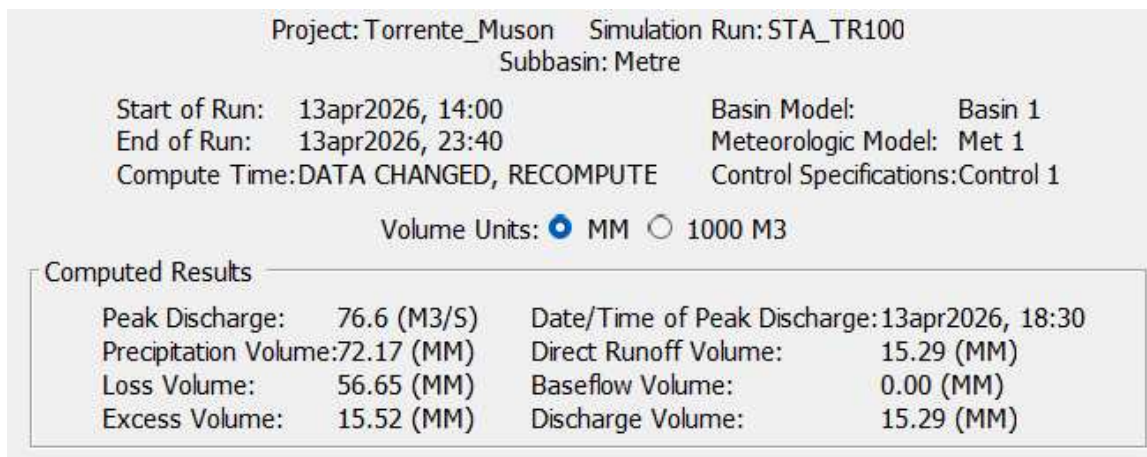 Project: Torrente_Muson Simulation Run: STA_TR100
Subbasin: Metre
Start of Run: 13apr2026, 14:00 Basin Model: Basin 1
End of Run: 13apr2026, 23:40 Meteorologic Model: Met 1
Compute Time:DATA CHANGED, RECOMPUTE Control Specifications:Control 1
Volume Units: MM 1000 M3
Computed Results
Peak Discharge: 76.6 (M3/S) Date/Time of Peak Discharge:13apr2026, 18:30
Precipitation Volume:72.17 (MM) Direct Runoff Volume: 15.29 (MM)
Loss Volume: 56.65 (MM) Baseflow Volume: 0.00 (MM)
Excess Volume: 15.52 (MM) Discharge Volume: 15.29 (MM)